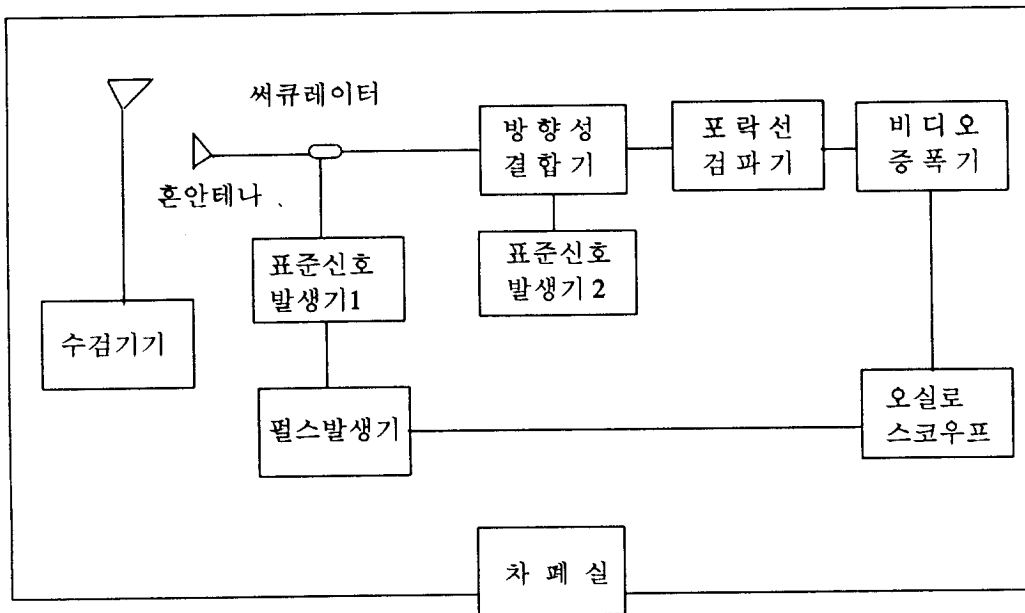 써큐레이터
방향성
결합기
포락선
검파기
비디오
증폭기
혼안테나
표준신호
발생기1
표준신호
발생기2
수검기기
펄스발생기
오실로
스코우프
차폐실